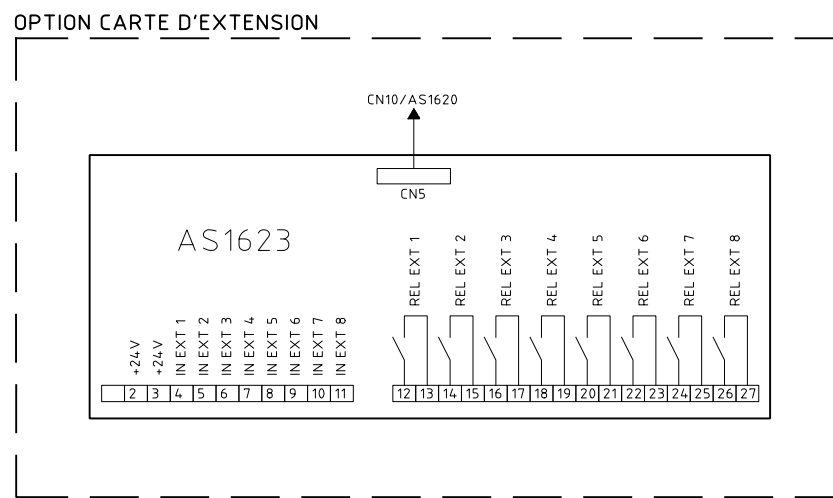 OPTION CARTE D'EXTENSION
CN10/AS1620
CN5
AS1623
+24V
+24V
IN EXT 1
IN EXT 2
IN EXT 3
IN EXT 4
IN EXT 5
IN EXT 6
IN EXT 7
IN EXT 8
REL EXT 1
REL EXT 2
REL EXT 3
REL EXT 4
REL EXT 5
REL EXT 6
REL EXT 7
REL EXT 8
2 3 4 5 6 7 8 9 10 11
12 13 14 15 16 17 18 19 20 21 22 23 24 25 26 27